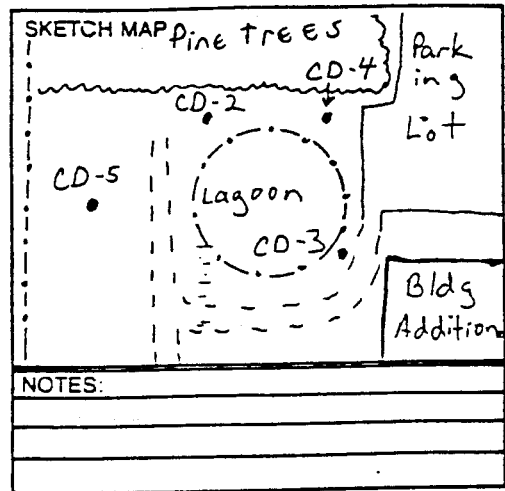 SKETCH MAP Pine TREES
Park
ing
Lot
CD-4
CD-2
CD-5
Lagoon
CD-3
Bldg
Addition
NOTES: